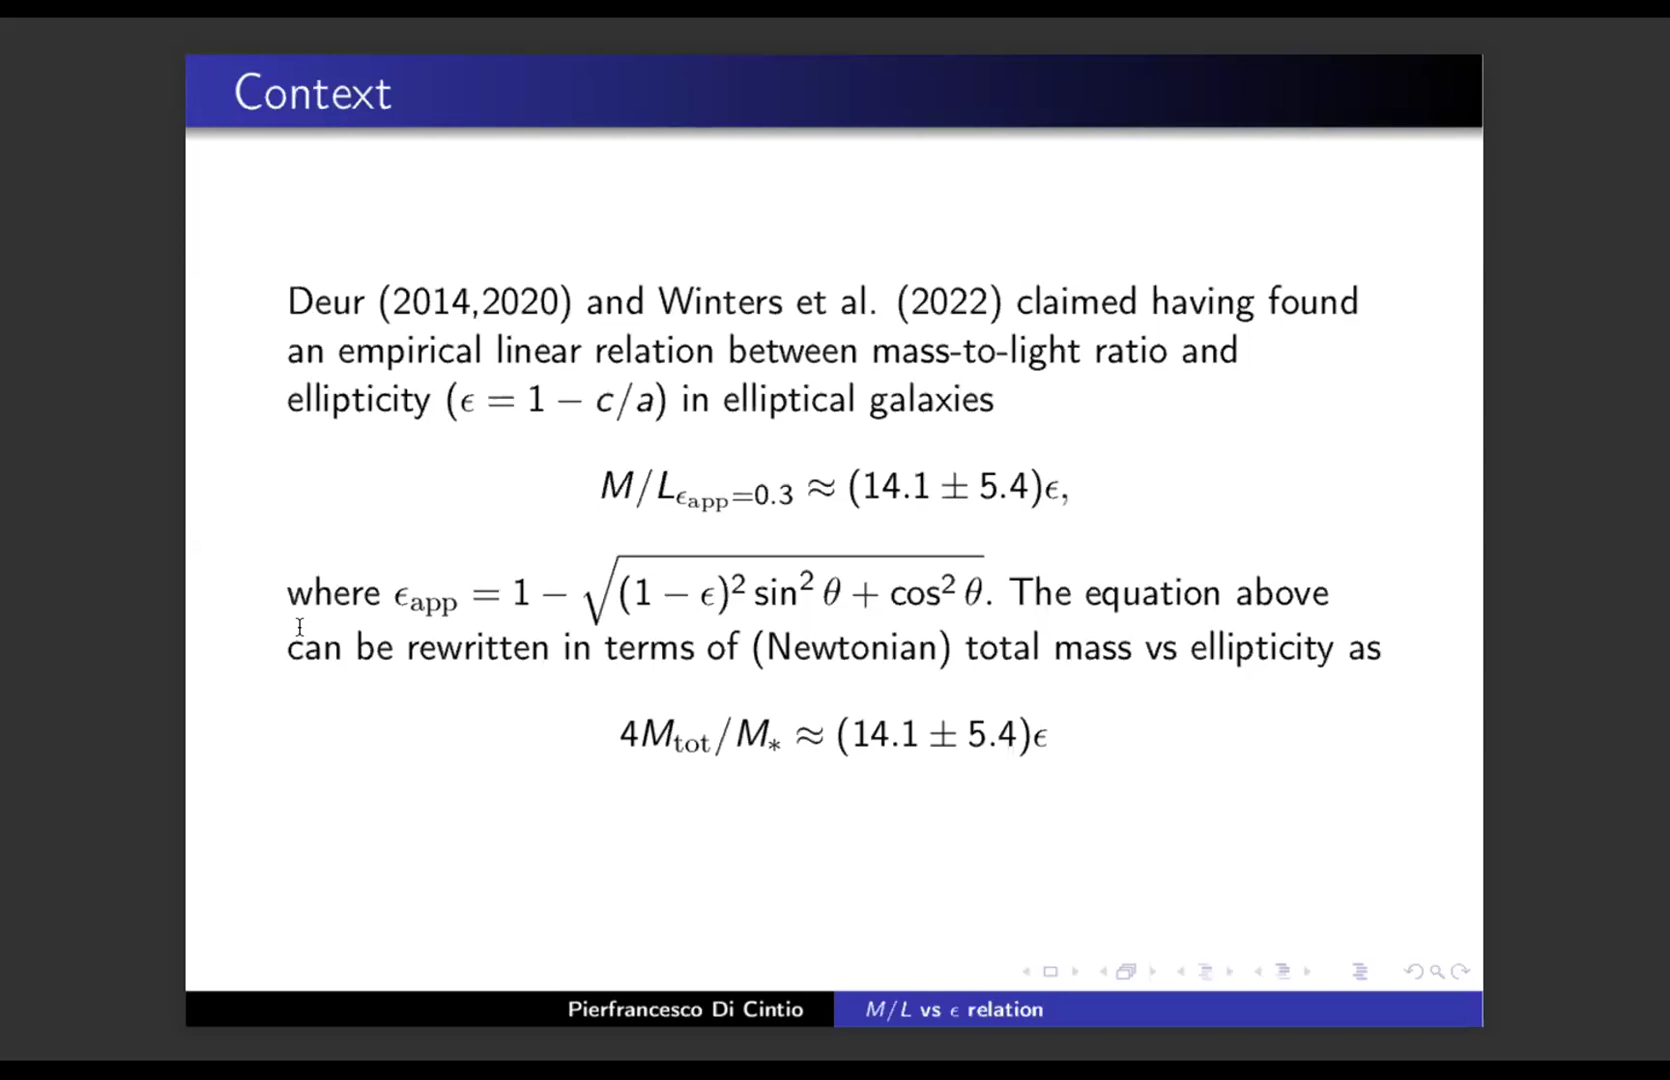 Context
Deur (2014,2020) and Winters et al. (2022) claimed having found
an empirical linear relation between mass-to-light ratio and
ellipticity (ϵ = 1 − c/a) in elliptical galaxies
M/L_{ϵ_app=0.3} ≈ (14.1 ± 5.4)ϵ,
where ϵ_app = 1 − √((1 − ϵ)² sin² θ + cos² θ). The equation above
can be rewritten in terms of (Newtonian) total mass vs ellipticity as
4M_tot/M_* ≈ (14.1 ± 5.4)ϵ
Pierfrancesco Di Cintio
M/L vs ϵ relation